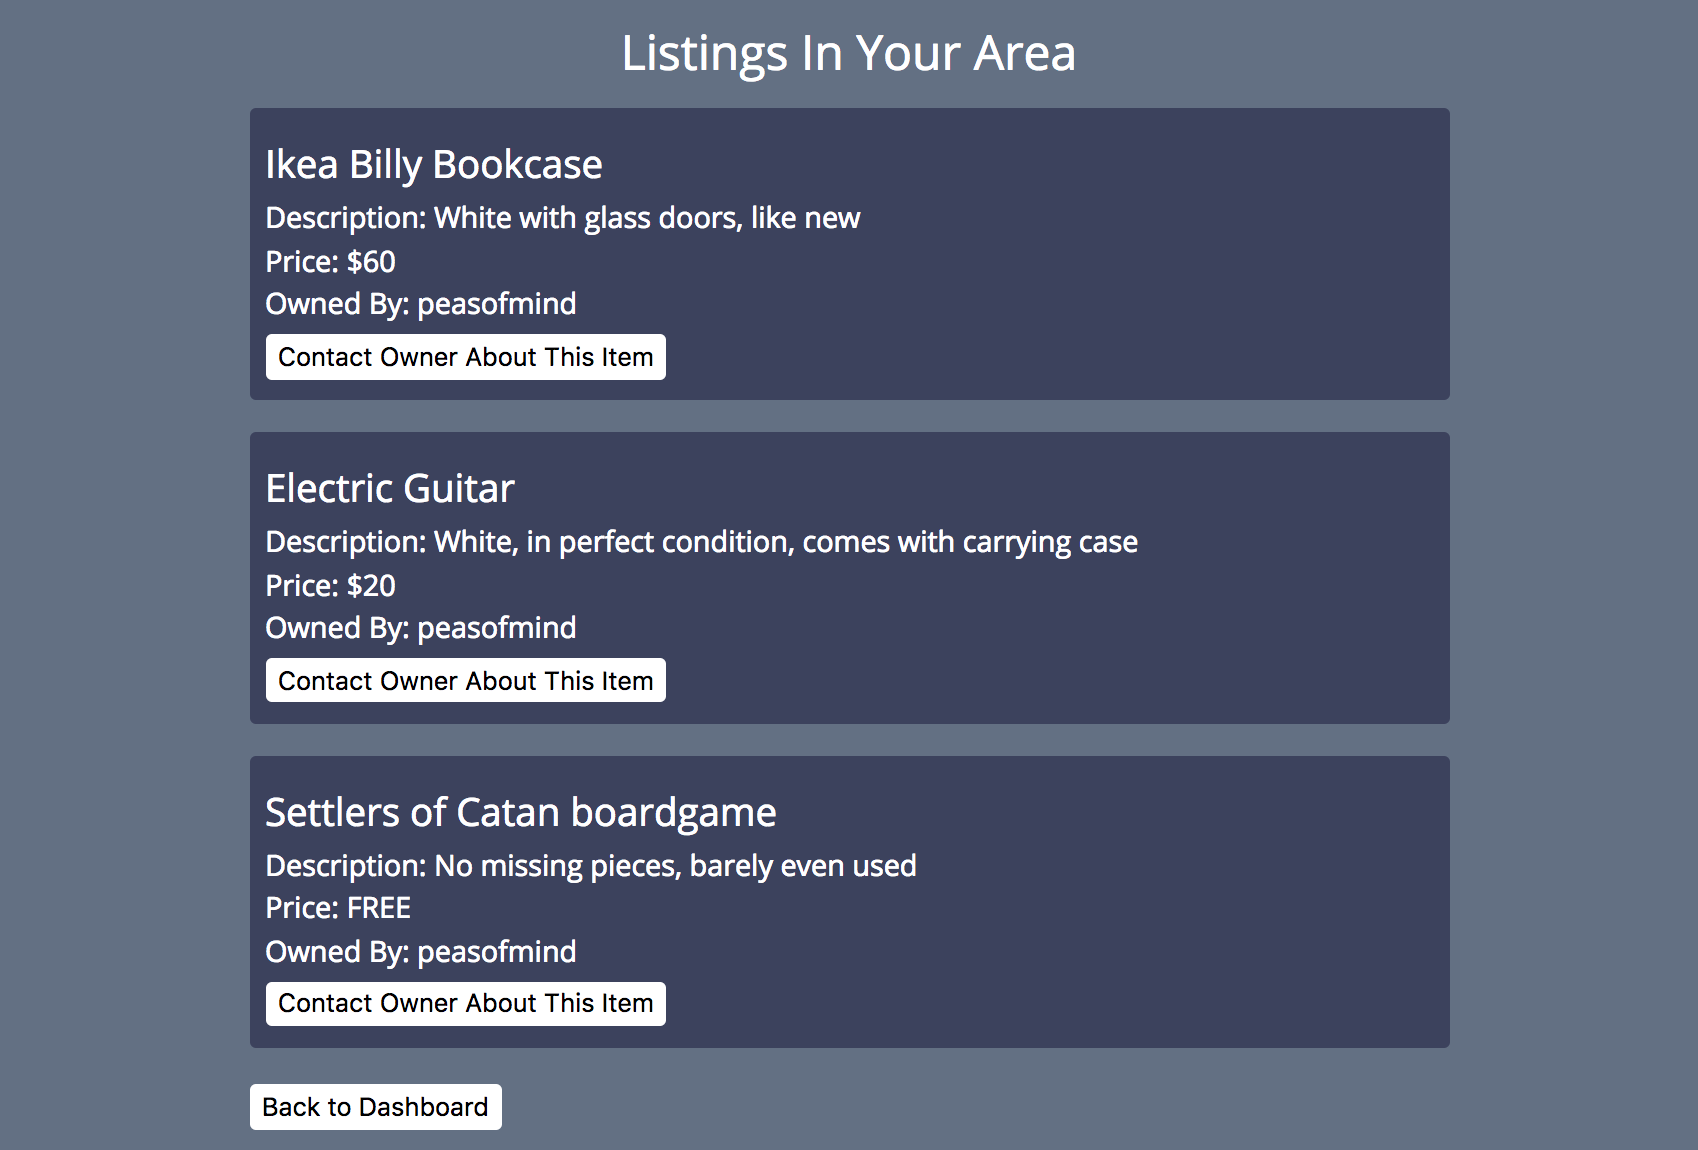 Listings In Your Area
Ikea Billy Bookcase
Description: White with glass doors, like new
Price: $60
Owned By: peasofmind
Contact Owner About This Item
Electric Guitar
Description: White, in perfect condition, comes with carrying case
Price: $20
Owned By: peasofmind
Contact Owner About This Item
Settlers of Catan boardgame
Description: No missing pieces, barely even used
Price: FREE
Owned By: peasofmind
Contact Owner About This Item
Back to Dashboard